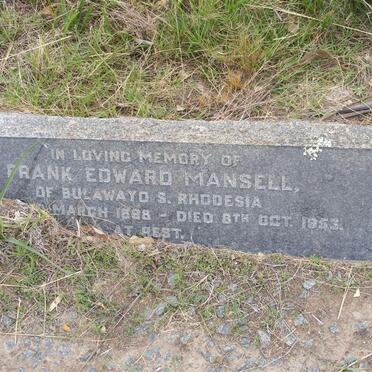 IN LOVING MEMORY OF
FRANK EDWARD MANSELL,
OF BULAWAYO S. RHODESIA
MARCH 1888 - DIED 8TH OCT. 1953.
AT REST.